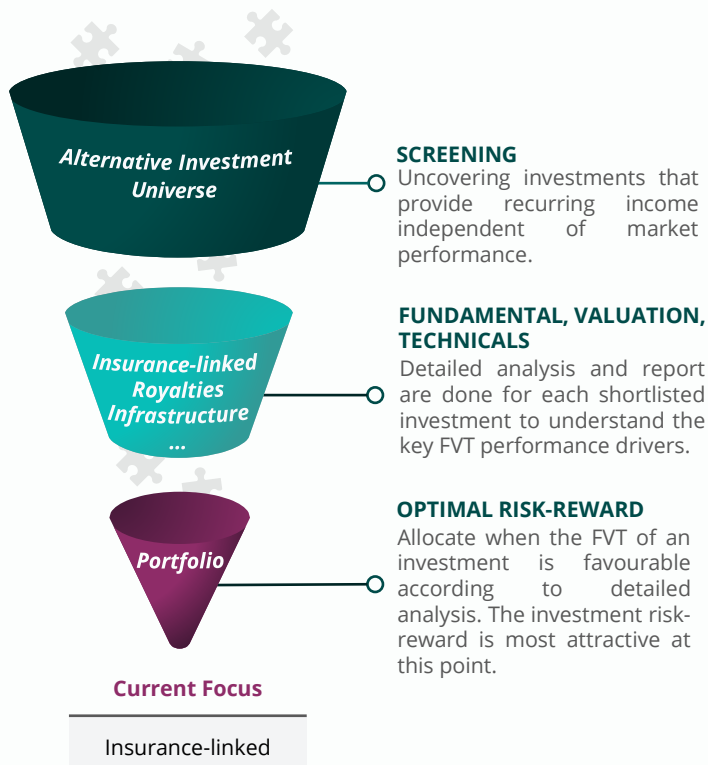 Alternative Investment
Universe
SCREENING
Uncovering investments that
provide recurring income
independent of market
performance.
Insurance-linked
Royalties
Infrastructure
...
FUNDAMENTAL, VALUATION,
TECHNICALS
Detailed analysis and report
are done for each shortlisted
investment to understand the
key FVT performance drivers.
Portfolio
OPTIMAL RISK-REWARD
Allocate when the FVT of an
investment is favourable
according to detailed
analysis. The investment risk-
reward is most attractive at
this point.
Current Focus
Insurance-linked